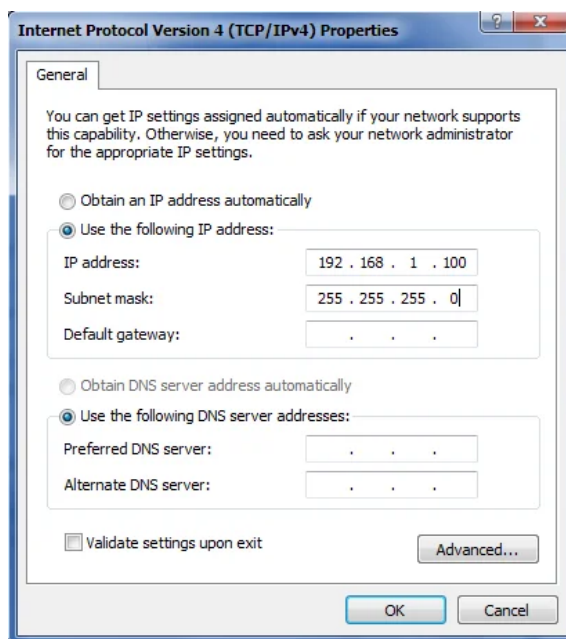 Internet Protocol Version 4 (TCP/IPv4) Properties
General
You can get IP settings assigned automatically if your network supports
this capability. Otherwise, you need to ask your network administrator
for the appropriate IP settings.
Obtain an IP address automatically
Use the following IP address:
IP address: 192 . 168 . 1 . 100
Subnet mask: 255 . 255 . 255 . 0
Default gateway: . . .
Obtain DNS server address automatically
Use the following DNS server addresses:
Preferred DNS server: . . .
Alternate DNS server: . . .
Validate settings upon exit
Advanced...
OK Cancel